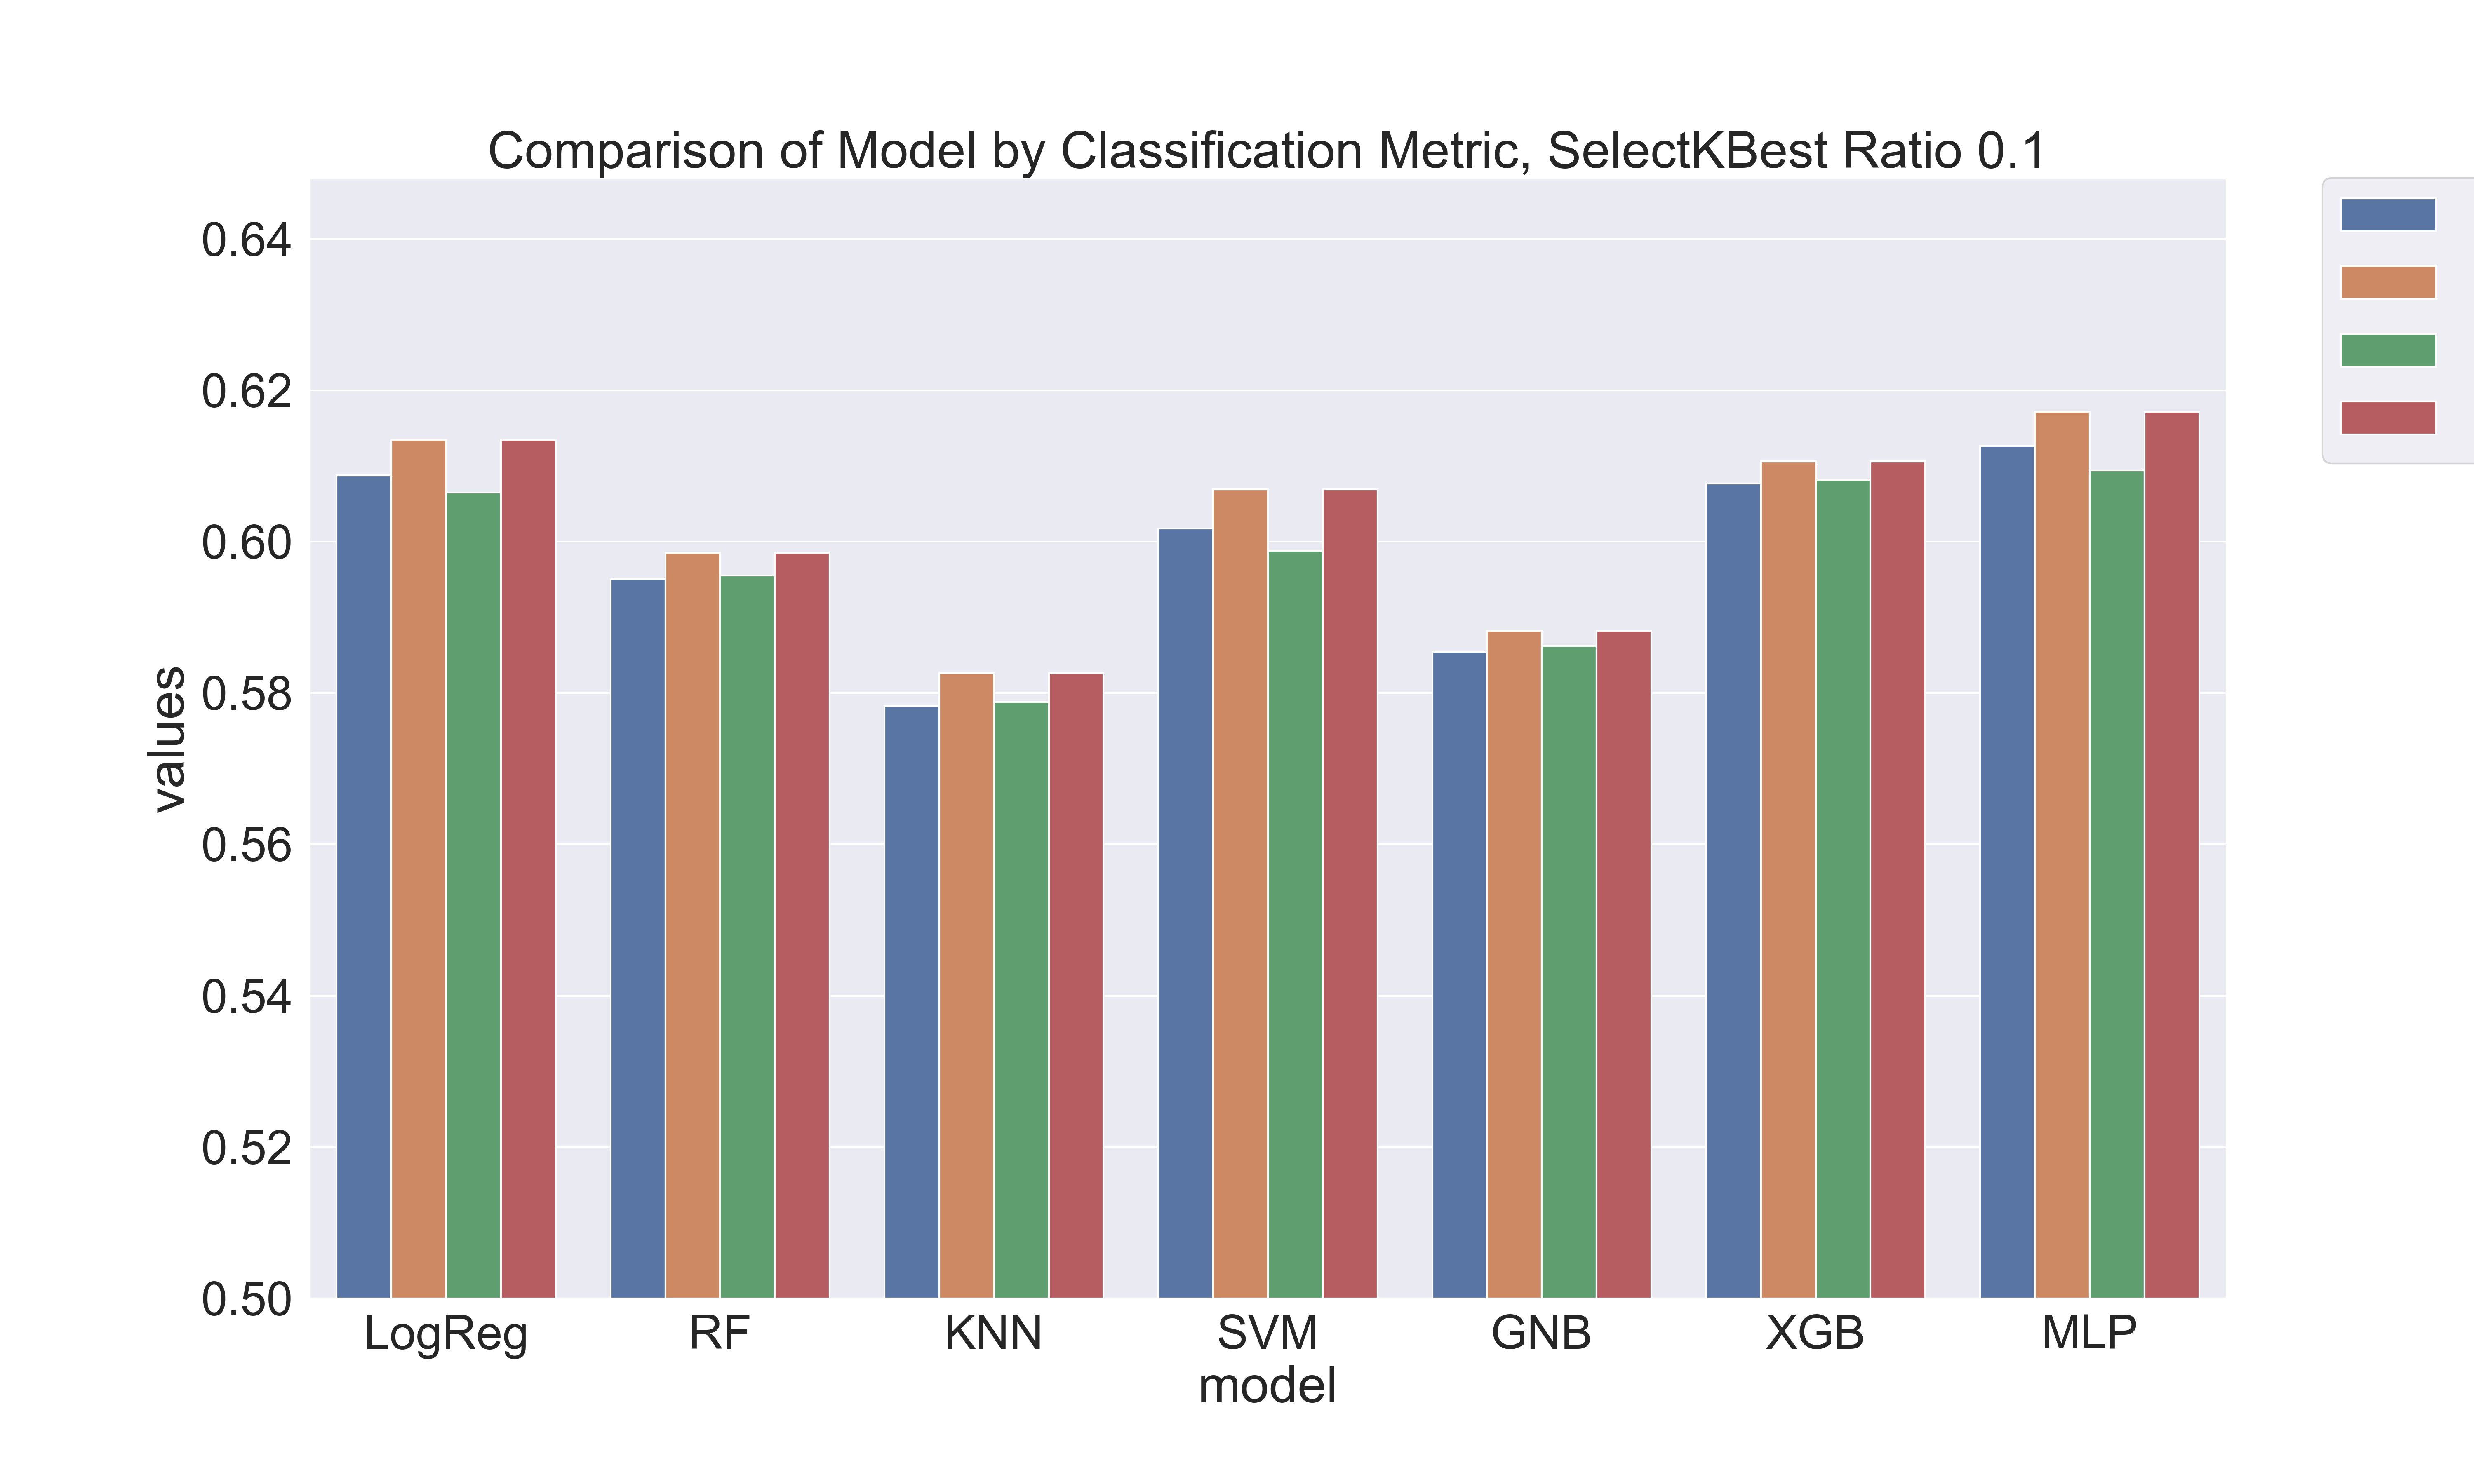 Comparison of Model by Classification Metric, SelectKBest Ratio 0.1
0.64
0.62
0.60
0.58
0.56
0.54
0.52
0.50
values
LogReg RF KNN SVM GNB XGB MLP
model